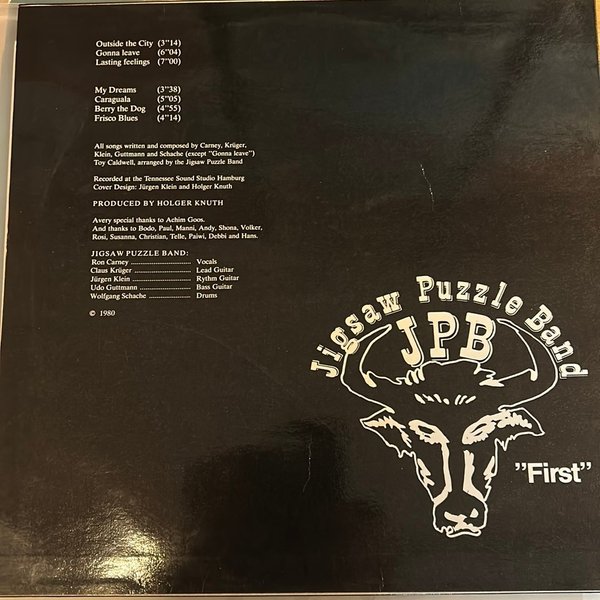 Outside the City (3"14)
Gonna leave (6"04)
Lasting feelings (7"00)
My Dreams (3"38)
Caraguala (5"05)
Berry the Dog (4"55)
Frisco Blues (4"14)
All songs written and composed by Carney, Krüger,
Klein, Guttmann and Schache (except "Gonna leave")
Toy Caldwell, arranged by the Jigsaw Puzzle Band
Recorded at the Tennesee Sound Studio Hamburg
Cover Design: Jürgen Klein and Holger Knuth
PRODUCED BY HOLGER KNUTH
Avery special thanks to Achim Goos.
And thanks to Bodo, Paul, Manni, Andy, Shona, Volker,
Rosi, Susanna, Christian, Telle, Paiwi, Debbi and Hans.
JIGSAW PUZZLE BAND:
Ron Carney ................................ Vocals
Claus Krüger ............................. Lead Guitar
Jürgen Klein .............................. Rythm Guitar
Udo Guttmann .......................... Bass Guitar
Wolfgang Schache ................... Drums
© 1980
Jigsaw Puzzle Band
JPB
"First"